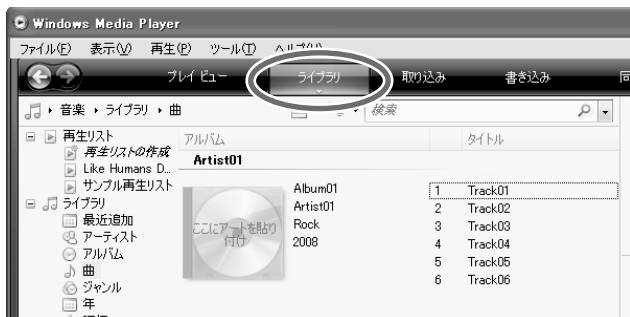 Windows Media Player
ファイル(F) 表示(V) 再生(P) ツール(T)
プレイ ビュー ライブラリ 取り込み 書き込み
音楽 ライブラリ 曲 検索
再生リスト アルバム タイトル
再生リストの作成 Artist01
Like Humans D...
サンプル再生リスト Album01 1 Track01
ライブラリ Artist01 2 Track02
最近追加 ここにアートを貼り付け Rock 3 Track03
アーティスト 2008 4 Track04
アルバム 5 Track05
曲 6 Track06
ジャンル
年